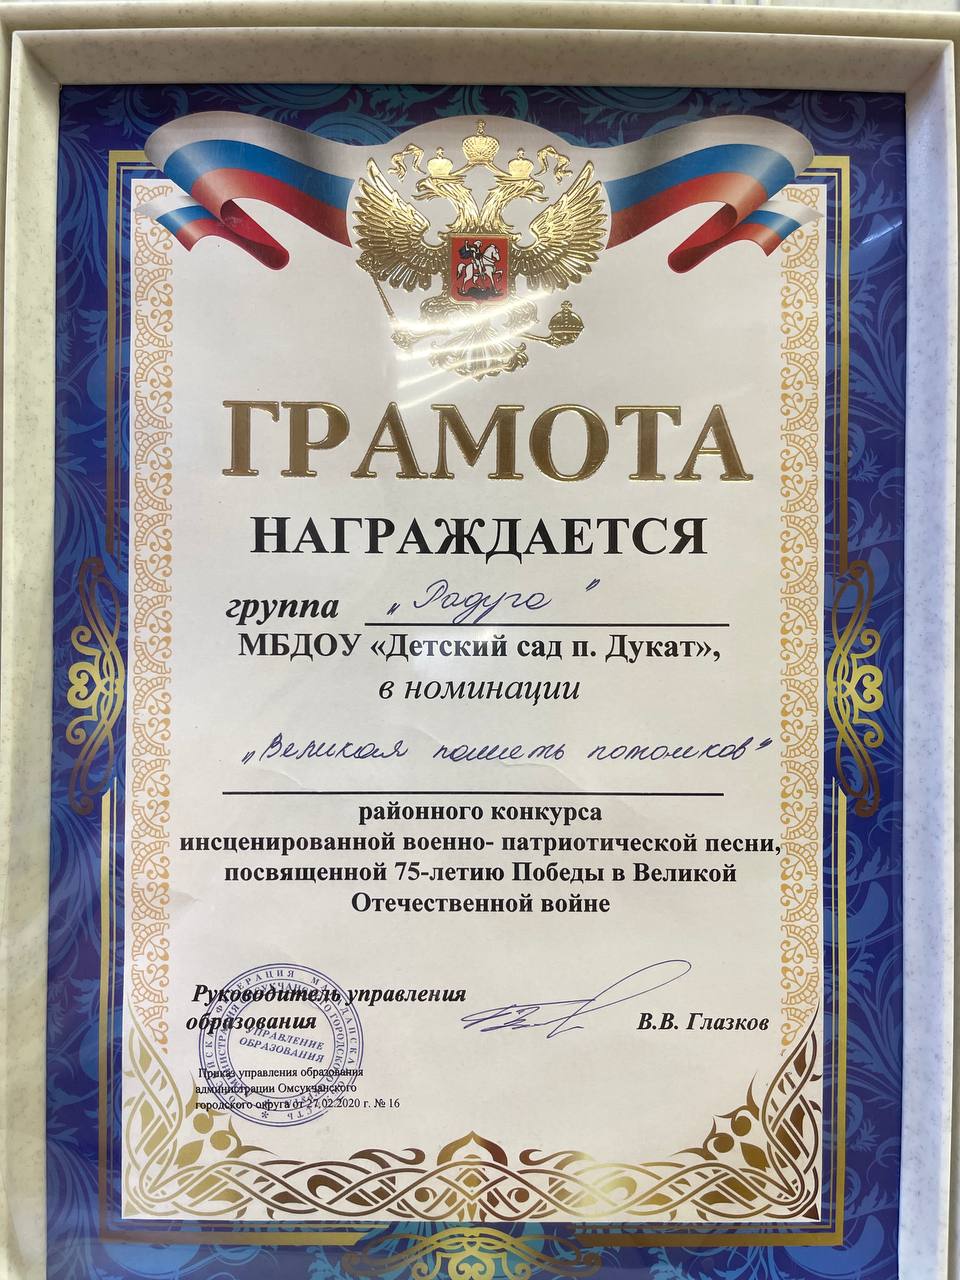 ГРАМОТА
НАГРАЖДАЕТСЯ
группа „Радуга"
МБДОУ «Детский сад п. Дукат»,
в номинации
„Великая память потомков"
районного конкурса
инсценированной военно- патриотической песни,
посвященной 75-летию Победы в Великой
Отечественной войне
Руководитель управления
образования
В.В. Глазков
УПРАВЛЕНИЕ
ОБРАЗОВАНИЯ
Приказ управления образования
администрации Омсукчанского
городского округа от 27.02.2020 г. № 16